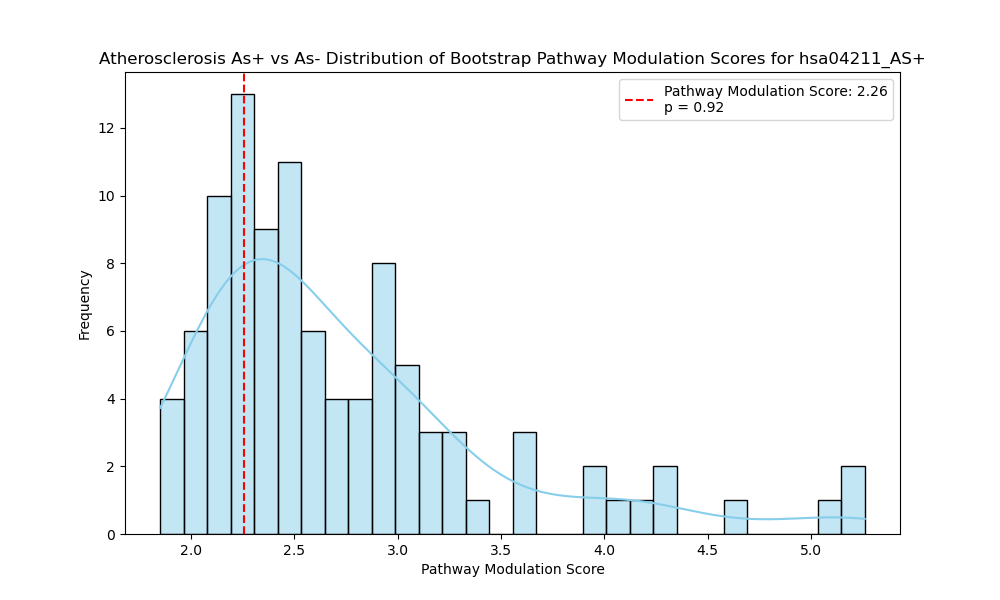 Atherosclerosis As+ vs As- Distribution of Bootstrap Pathway Modulation Scores for hsa04211_AS+
Pathway Modulation Score: 2.26
p = 0.92
Frequency
12
10
8
6
4
2
0
2.0 2.5 3.0 3.5 4.0 4.5 5.0
Pathway Modulation Score